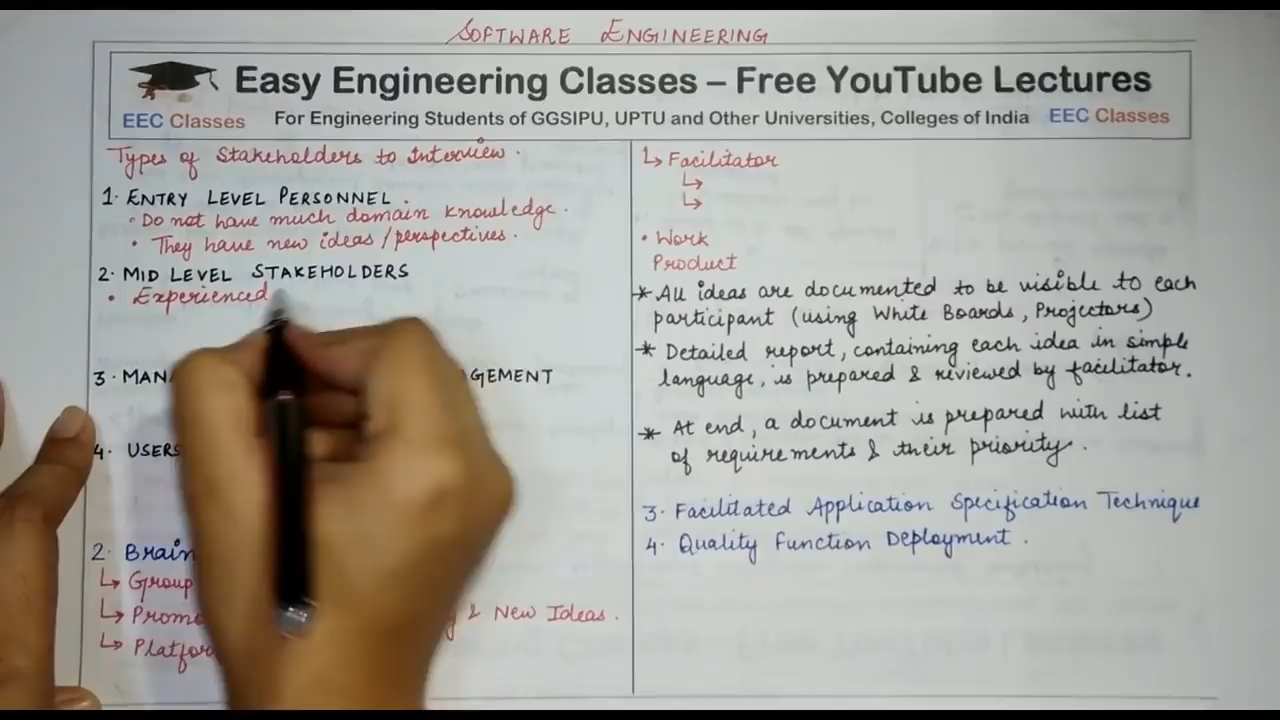 SOFTWARE ENGINEERING
Easy Engineering Classes – Free YouTube Lectures
EEC Classes
For Engineering Students of GGSIPU, UPTU and Other Universities, Colleges of India
EEC Classes
Types of Stakeholders to Interview.
1. ENTRY LEVEL PERSONNEL.
• Do not have much domain knowledge.
• They have new ideas/perspectives.
2. MID LEVEL STAKEHOLDERS
• Experienced
3. 
4. USERS
2. 
↳ Group
↳
& New Ideas.
↳
↳ Facilitator
↳
↳
• Work
Product
* All ideas are documented to be visible to each
participant (using White Boards, Projectors)
* Detailed report, containing each idea in simple
language, is prepared & reviewed by facilitator.
* At end, a document is prepared with list
of requirements & their priority.
3. Facilitated Application Specification Technique
4. Quality Function Deployment.